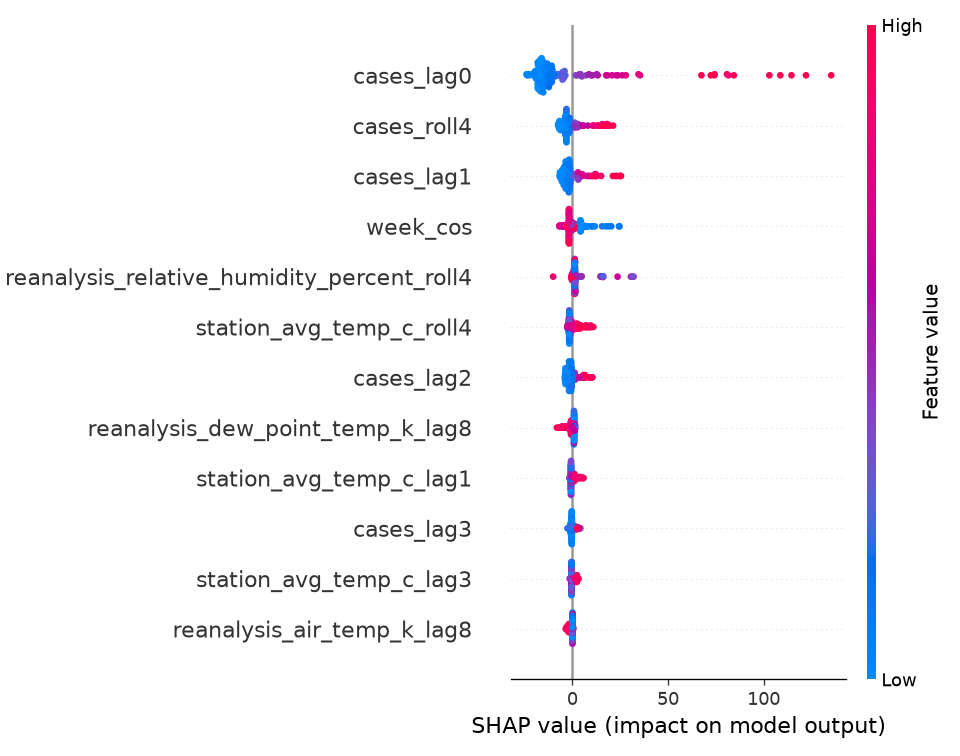 High
cases_lag0
cases_roll4
cases_lag1
week_cos
reanalysis_relative_humidity_percent_roll4
station_avg_temp_c_roll4
cases_lag2
reanalysis_dew_point_temp_k_lag8
station_avg_temp_c_lag1
cases_lag3
station_avg_temp_c_lag3
reanalysis_air_temp_k_lag8
Feature value
Low
0 50 100
SHAP value (impact on model output)